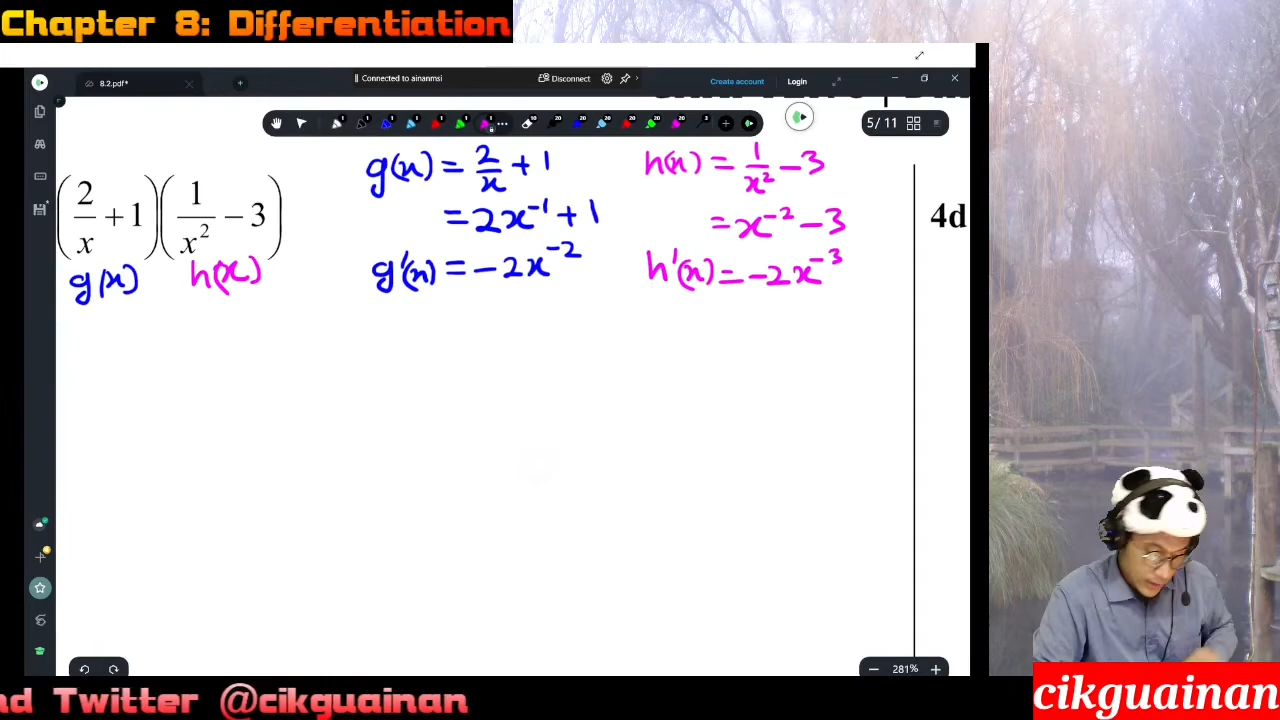 Chapter 8: Differentiation
8.2.pdf*
Connected to ainanmsi
Disconnect
Create account
Login
5 / 11
(2/x + 1)(1/x² − 3)
g(x) h(x)
g(x) = 2/x + 1
= 2x⁻¹ + 1
g'(x) = −2x⁻²
h(x) = 1/x² − 3
= x⁻² − 3
h'(x) = −2x⁻³
4d
281%
nd Twitter @cikguainan
cikguainan